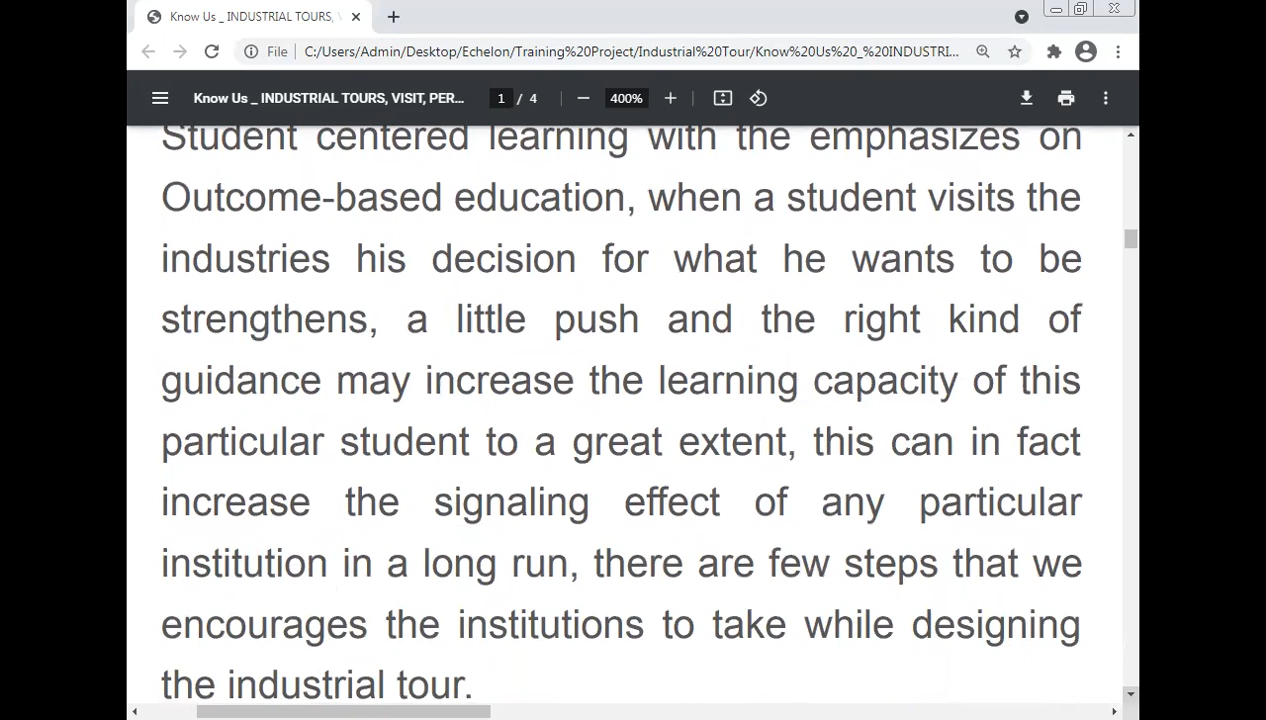 Know Us _ INDUSTRIAL TOURS, V
File C:/Users/Admin/Desktop/Echelon/Training%20Project/Industrial%20Tour/Know%20Us%20_%20INDUSTRI...
Know Us _ INDUSTRIAL TOURS, VISIT, PER... 1 / 4 400%
Student centered learning with the emphasizes on
Outcome-based education, when a student visits the
industries his decision for what he wants to be
strengthens, a little push and the right kind of
guidance may increase the learning capacity of this
particular student to a great extent, this can in fact
increase the signaling effect of any particular
institution in a long run, there are few steps that we
encourages the institutions to take while designing
the industrial tour.